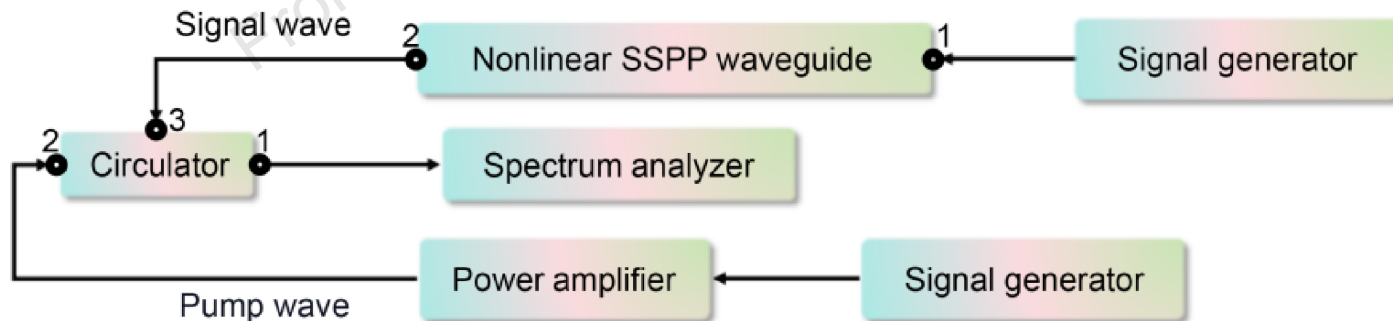 Signal wave
2
Nonlinear SSPP waveguide
1
Signal generator
3
2
Circulator
1
Spectrum analyzer
Power amplifier
Signal generator
Pump wave